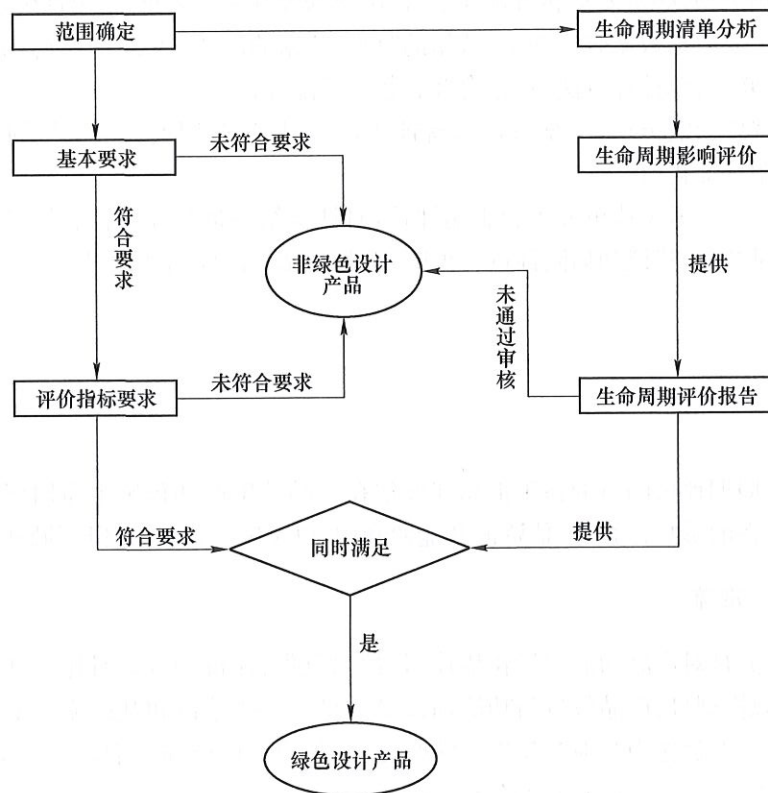 范围确定
生命周期清单分析
未符合要求
基本要求
生命周期影响评价
符合要求
非绿色设计
产品
提供
未通过审核
未符合要求
评价指标要求
生命周期评价报告
符合要求
同时满足
提供
是
绿色设计产品